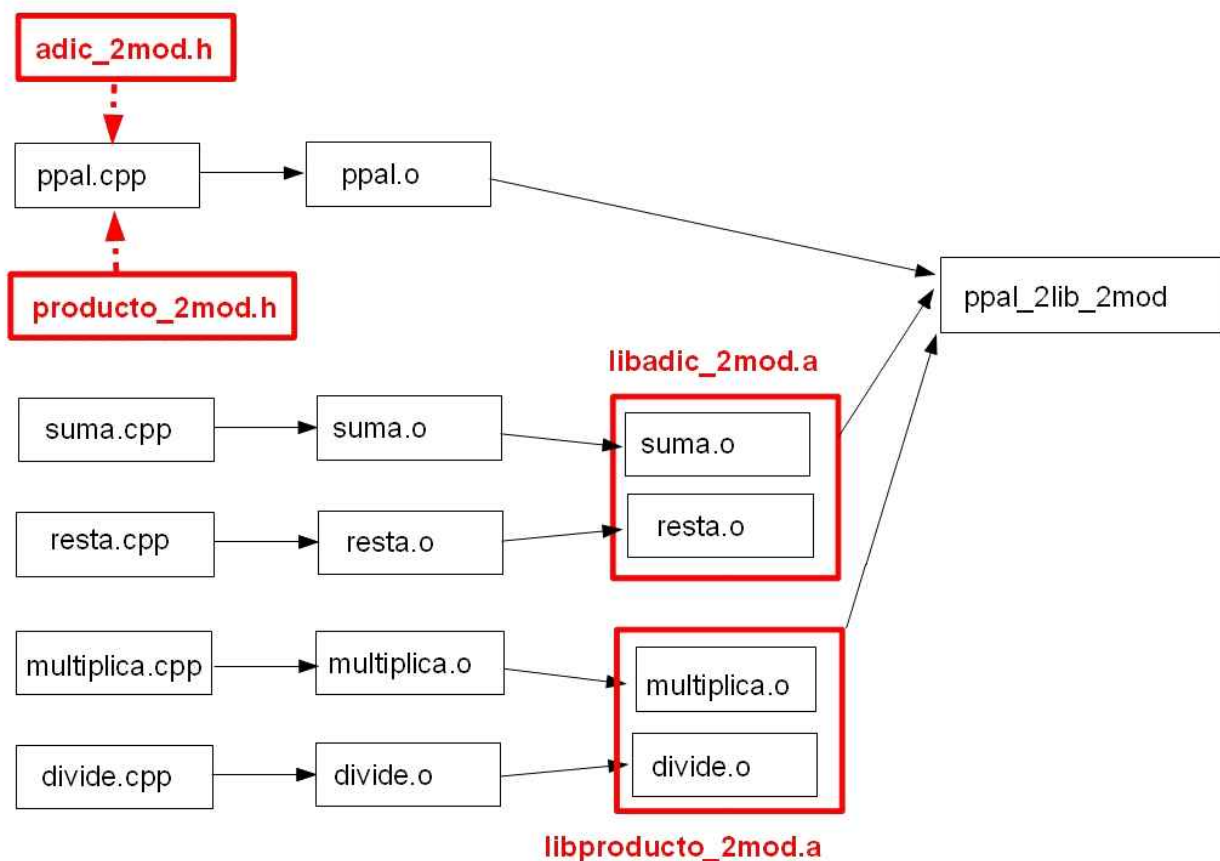 adic_2mod.h
ppal.cpp
ppal.o
producto_2mod.h
ppal_2lib_2mod
libadic_2mod.a
suma.cpp
suma.o
suma.o
resta.cpp
resta.o
resta.o
multiplica.cpp
multiplica.o
multiplica.o
divide.cpp
divide.o
divide.o
libproducto_2mod.a